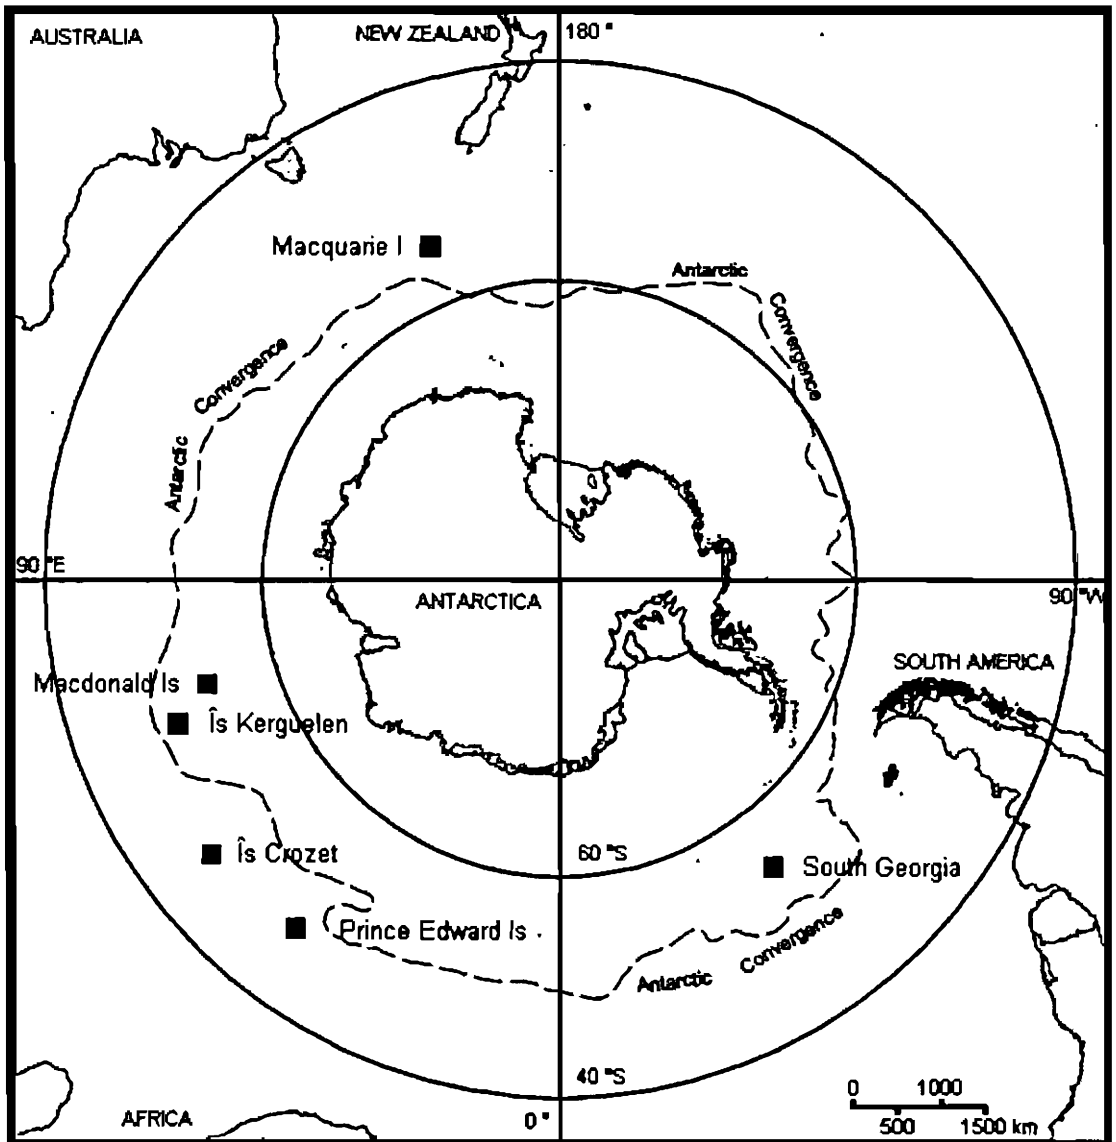 AUSTRALIA
NEW ZEALAND
180 °
Macquarie I
Antarctic
Convergence
Convergence
Antarctic
90 °E
ANTARCTICA
90 °W
SOUTH AMERICA
Macdonald Is
Îs Kerguelen
Îs Crozet
60 °S
South Georgia
Prince Edward Is
Convergence
Antarctic
40 °S
0 1000
AFRICA
0 °
500 1500 km